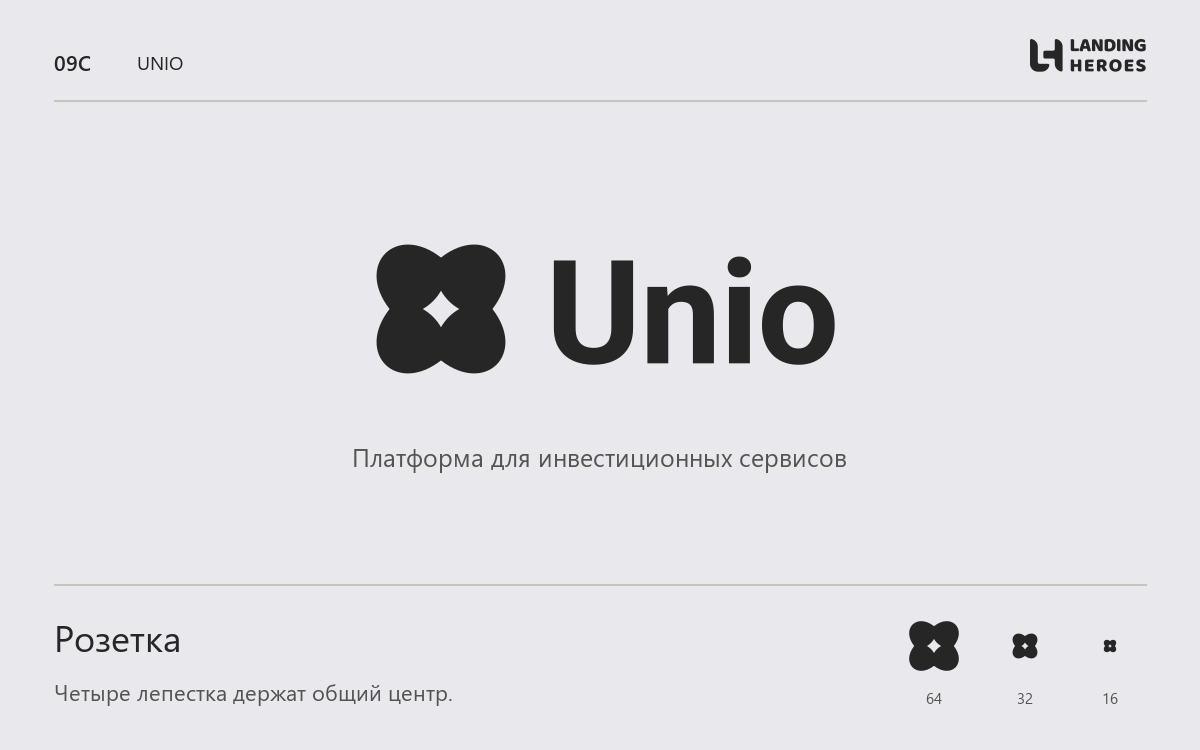 09C UNIO
LANDING
HEROES
Unio
Платформа для инвестиционных сервисов
Розетка
Четыре лепестка держат общий центр.
64 32 16